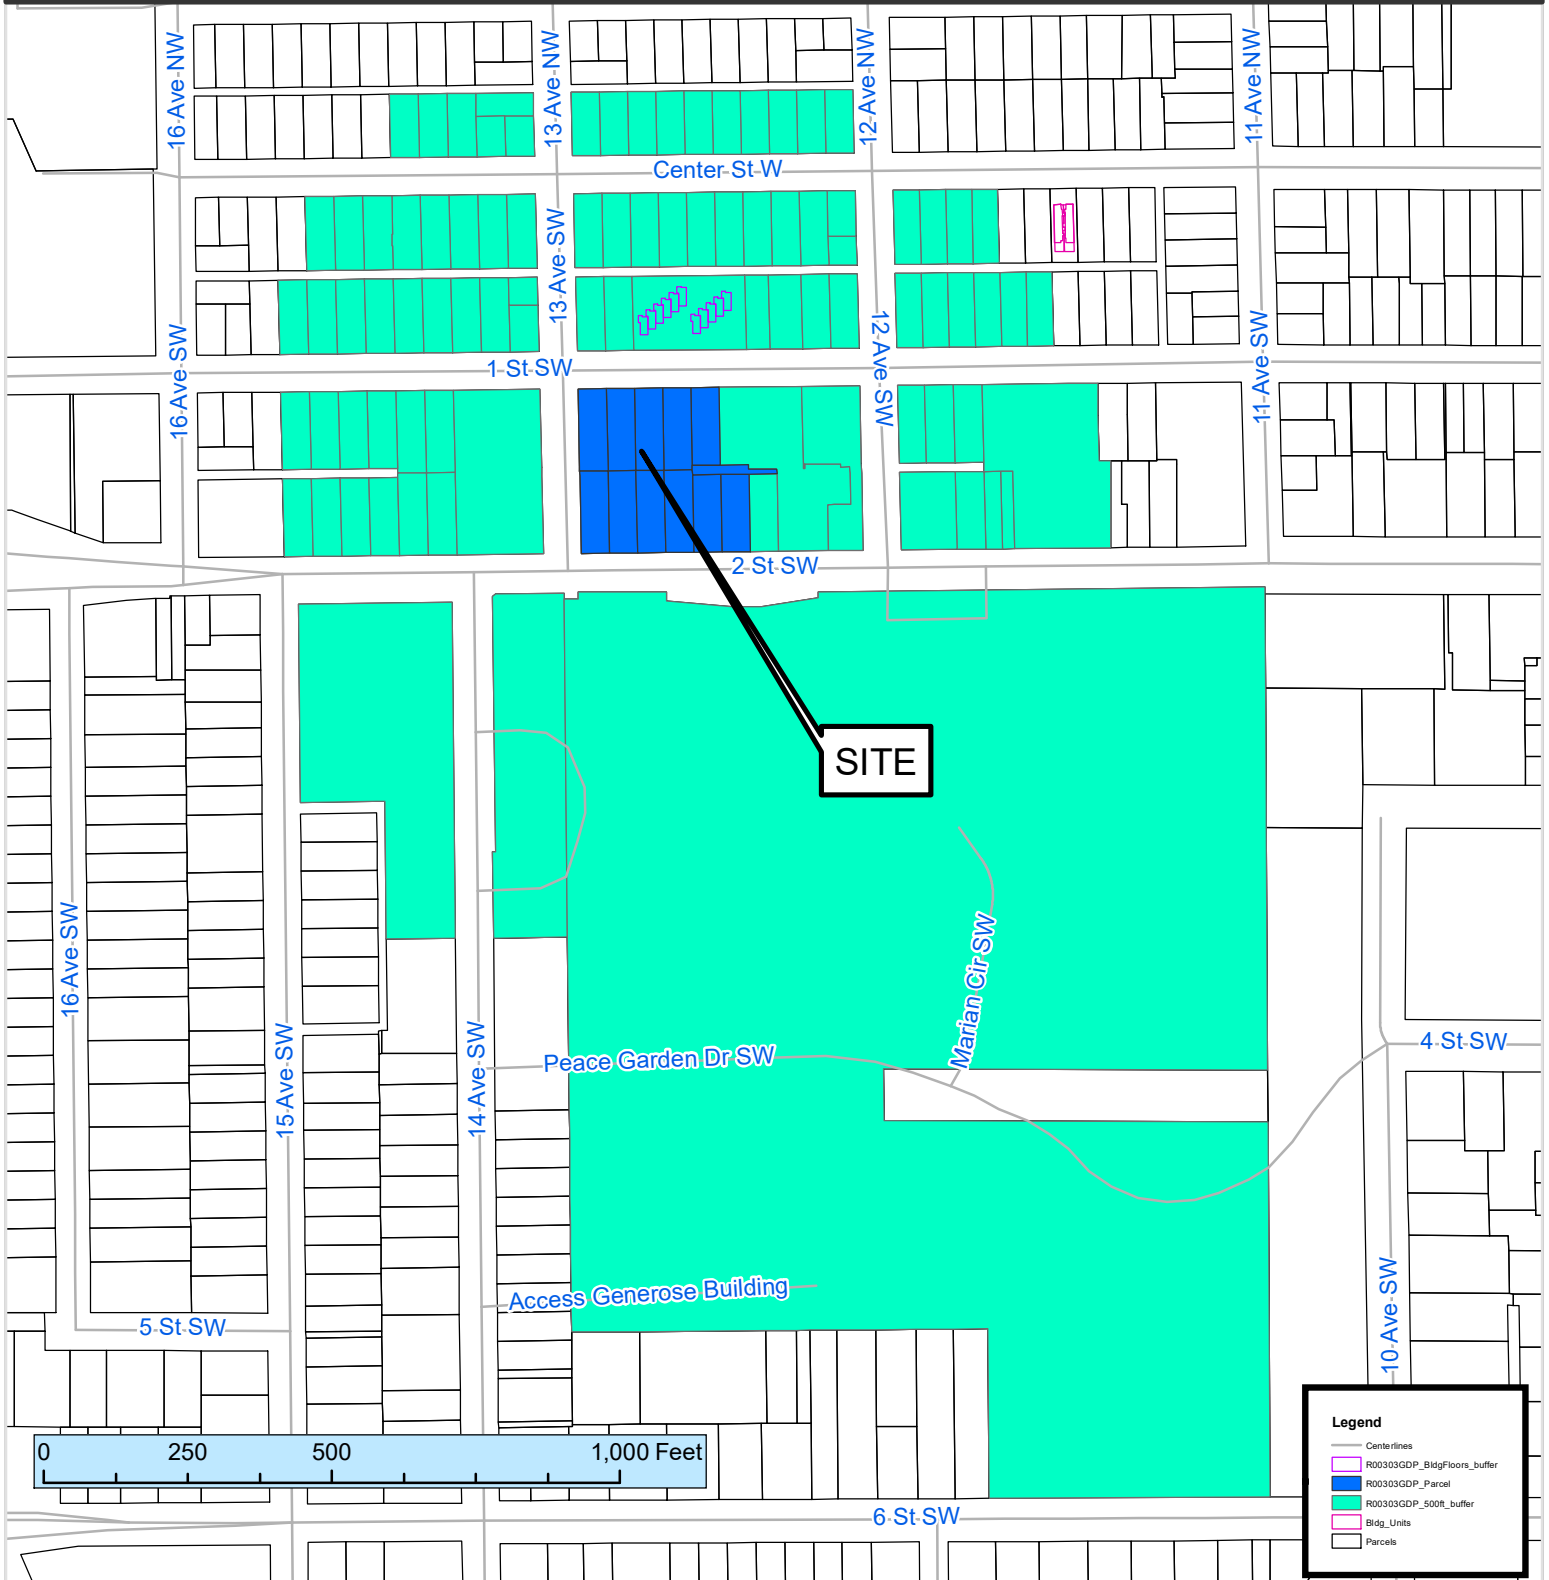 16 Ave NW
13 Ave NW
12 Ave NW
11 Ave NW
Center St W
13 Ave SW
16 Ave SW
12 Ave SW
11 Ave SW
1 St SW
2 St SW
SITE
16 Ave SW
Marian Cir SW
15 Ave SW
14 Ave SW
Peace Garden Dr SW
4 St SW
Access Generose Building
5 St SW
10 Ave SW
0 250 500 1,000 Feet
6 St SW
Legend
Centerlines
R00303GDP_BldgFloors_buffer
R00303GDP_Parcel
R00303GDP_500ft_buffer
Bldg_Units
Parcels